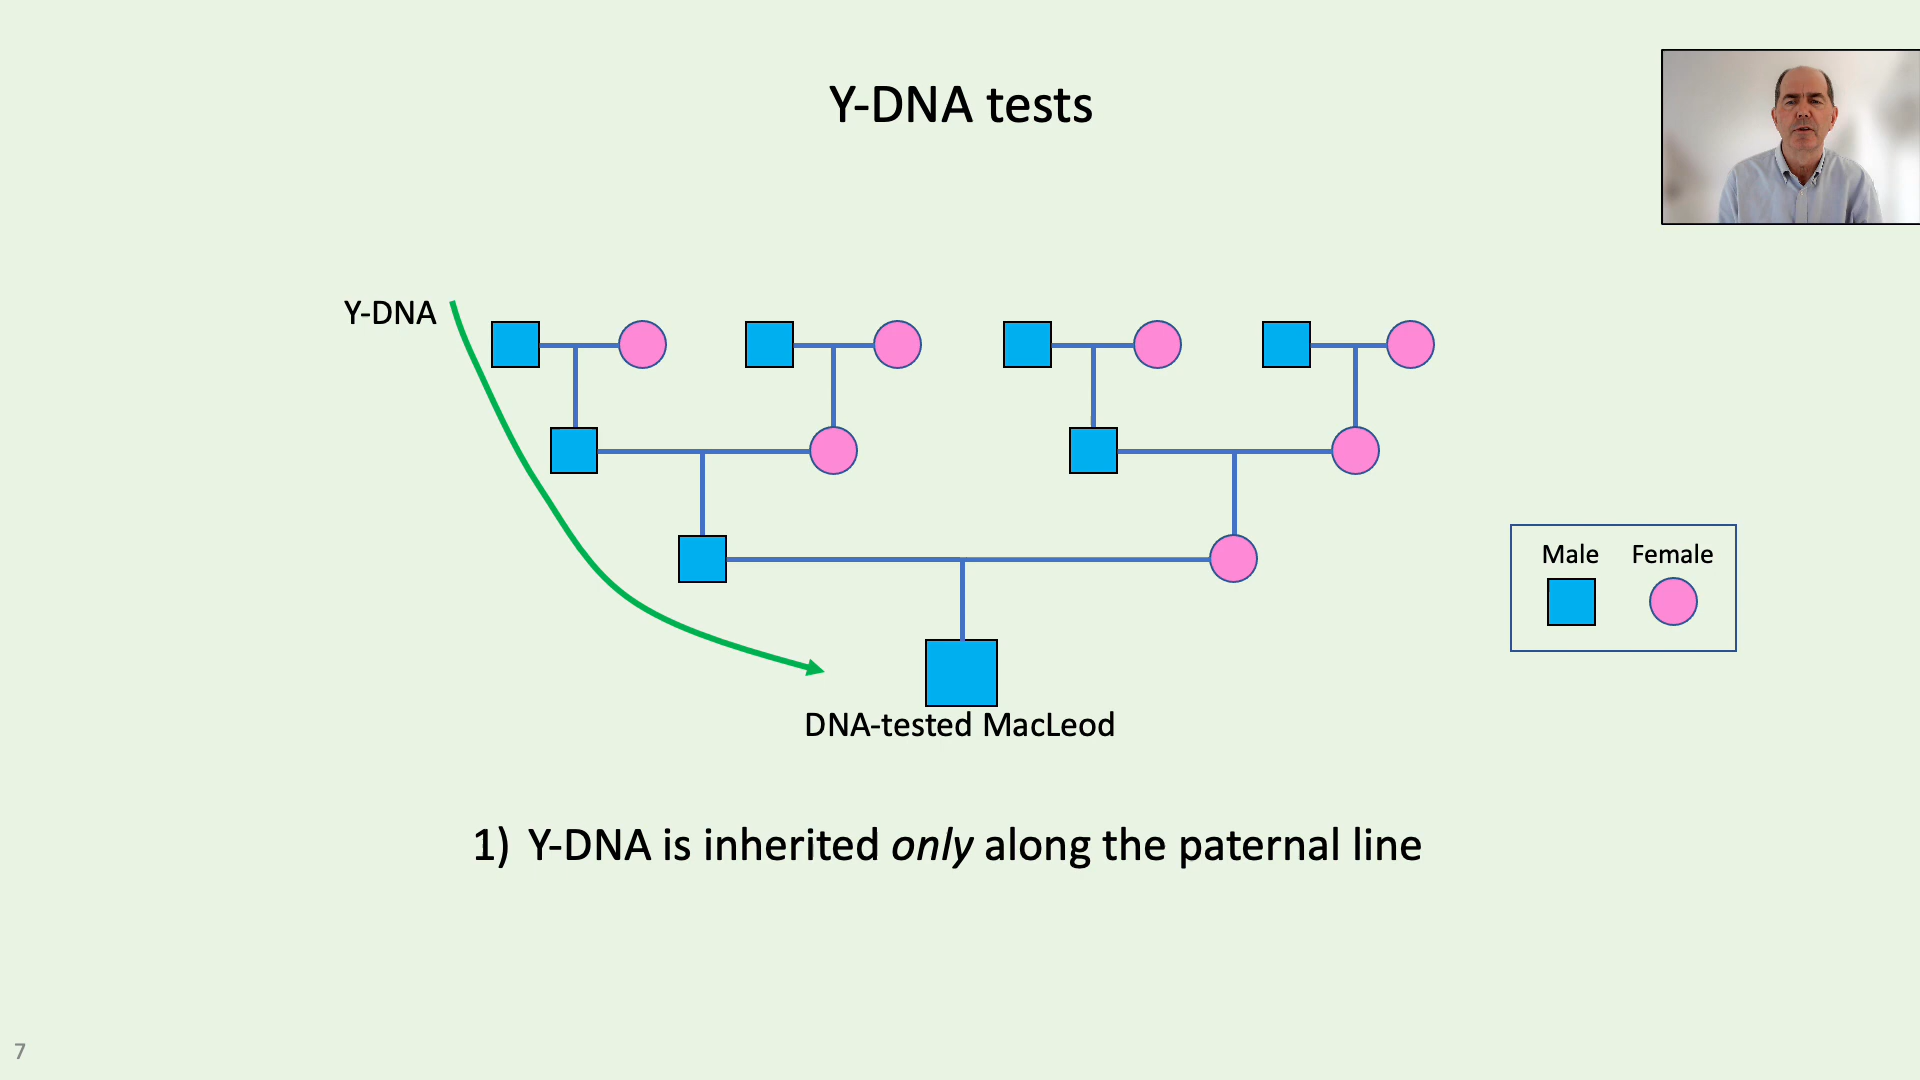 Y-DNA tests
Y-DNA
Male Female
DNA-tested MacLeod
1) Y-DNA is inherited only along the paternal line
7